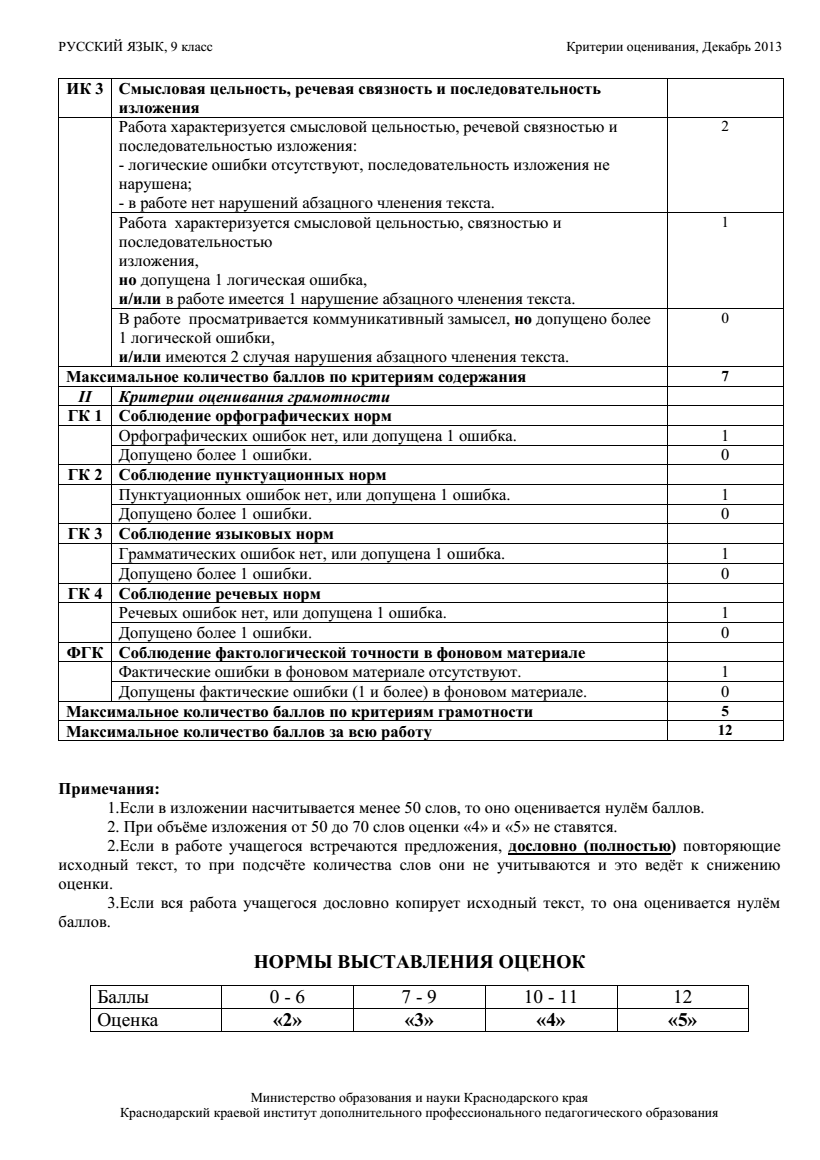 РУССКИЙ ЯЗЫК, 9 класс Критерии оценивания, Декабрь 2013
ИК 3 Смысловая цельность, речевая связность и последовательность
изложения
Работа характеризуется смысловой цельностью, речевой связностью и 2
последовательностью изложения:
- логические ошибки отсутствуют, последовательность изложения не
нарушена;
- в работе нет нарушений абзацного членения текста.
Работа характеризуется смысловой цельностью, связностью и 1
последовательностью
изложения,
но допущена 1 логическая ошибка,
и/или в работе имеется 1 нарушение абзацного членения текста.
В работе просматривается коммуникативный замысел, но допущено более 0
1 логической ошибки,
и/или имеются 2 случая нарушения абзацного членения текста.
Максимальное количество баллов по критериям содержания 7
II Критерии оценивания грамотности
ГК 1 Соблюдение орфографических норм
Орфографических ошибок нет, или допущена 1 ошибка. 1
Допущено более 1 ошибки. 0
ГК 2 Соблюдение пунктуационных норм
Пунктуационных ошибок нет, или допущена 1 ошибка. 1
Допущено более 1 ошибки. 0
ГК 3 Соблюдение языковых норм
Грамматических ошибок нет, или допущена 1 ошибка. 1
Допущено более 1 ошибки. 0
ГК 4 Соблюдение речевых норм
Речевых ошибок нет, или допущена 1 ошибка. 1
Допущено более 1 ошибки. 0
ФГК Соблюдение фактологической точности в фоновом материале
Фактические ошибки в фоновом материале отсутствуют. 1
Допущены фактические ошибки (1 и более) в фоновом материале. 0
Максимальное количество баллов по критериям грамотности 5
Максимальное количество баллов за всю работу 12
Примечания:
1.Если в изложении насчитывается менее 50 слов, то оно оценивается нулём баллов.
2. При объёме изложения от 50 до 70 слов оценки «4» и «5» не ставятся.
2.Если в работе учащегося встречаются предложения, дословно (полностью) повторяющие
исходный текст, то при подсчёте количества слов они не учитываются и это ведёт к снижению
оценки.
3.Если вся работа учащегося дословно копирует исходный текст, то она оценивается нулём
баллов.
НОРМЫ ВЫСТАВЛЕНИЯ ОЦЕНОК
Баллы 0 - 6 7 - 9 10 - 11 12
Оценка «2» «3» «4» «5»
Министерство образования и науки Краснодарского края
Краснодарский краевой институт дополнительного профессионального педагогического образования